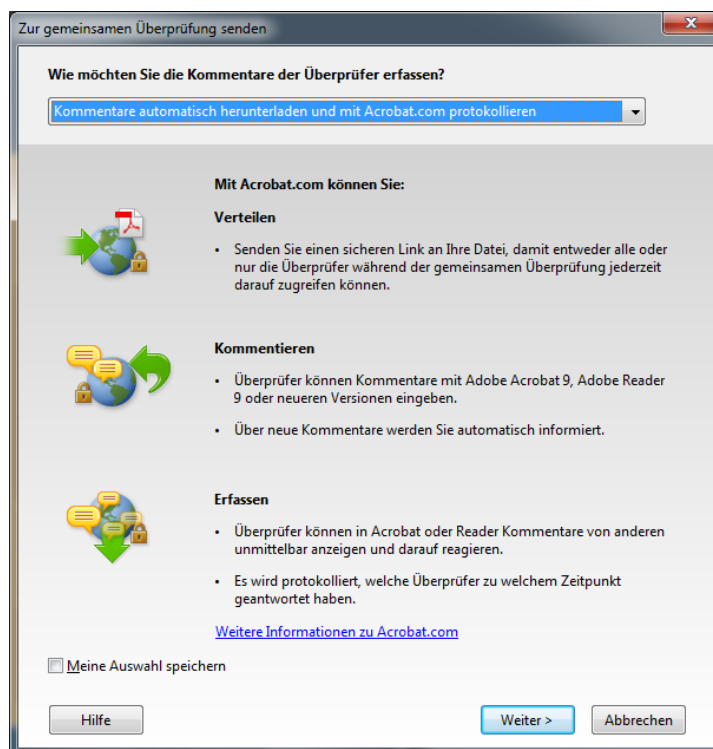 Zur gemeinsamen Überprüfung senden
Wie möchten Sie die Kommentare der Überprüfer erfassen?
Kommentare automatisch herunterladen und mit Acrobat.com protokollieren
Mit Acrobat.com können Sie:
Verteilen
• Senden Sie einen sicheren Link an Ihre Datei, damit entweder alle oder
nur die Überprüfer während der gemeinsamen Überprüfung jederzeit
darauf zugreifen können.
Kommentieren
• Überprüfer können Kommentare mit Adobe Acrobat 9, Adobe Reader
9 oder neueren Versionen eingeben.
• Über neue Kommentare werden Sie automatisch informiert.
Erfassen
• Überprüfer können in Acrobat oder Reader Kommentare von anderen
unmittelbar anzeigen und darauf reagieren.
• Es wird protokolliert, welche Überprüfer zu welchem Zeitpunkt
geantwortet haben.
Weitere Informationen zu Acrobat.com
Meine Auswahl speichern
Hilfe
Weiter >
Abbrechen